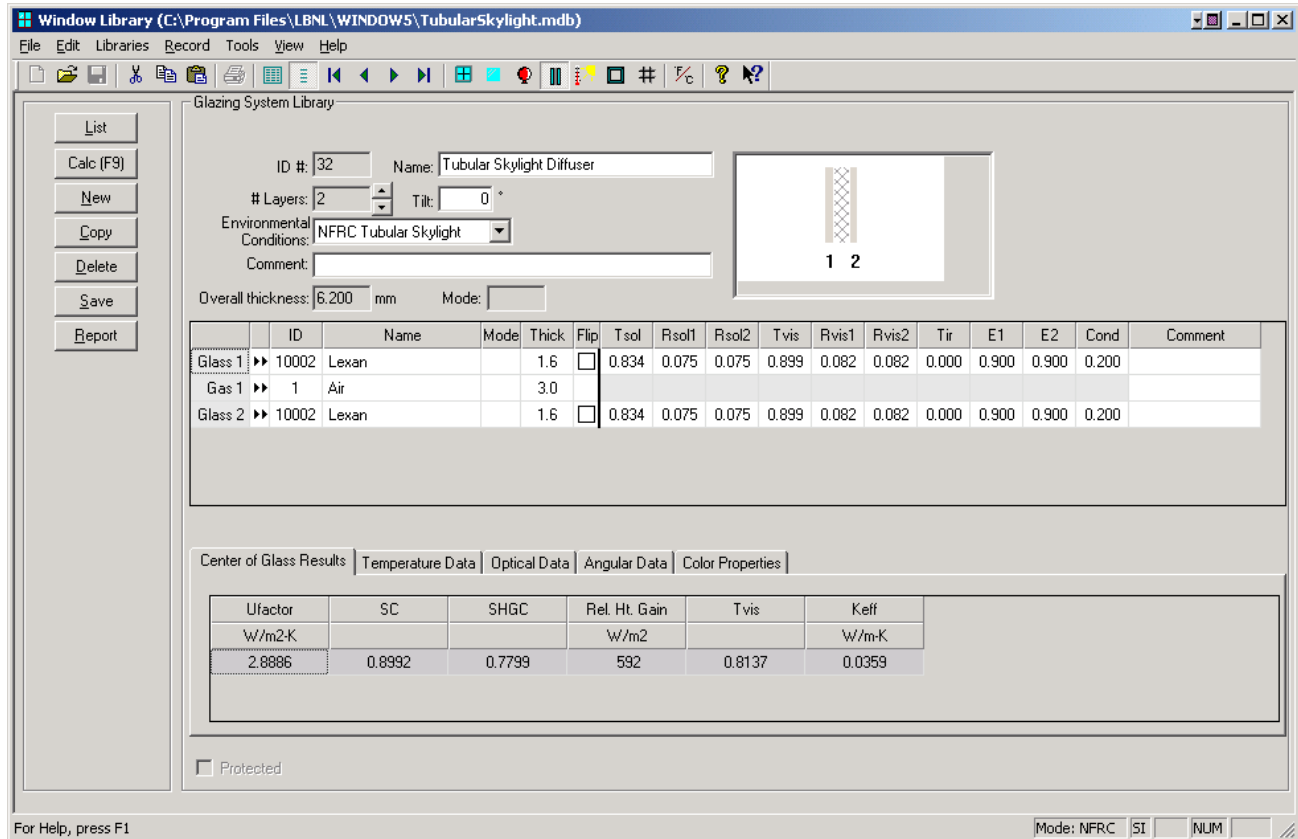 Window Library (C:\Program Files\LBNL\WINDOW5\TubularSkylight.mdb)
File Edit Libraries Record Tools View Help
Glazing System Library
List
Calc (F9)
New
Copy
Delete
Save
Report
ID #: 32 Name: Tubular Skylight Diffuser
# Layers: 2 Tilt: 0 °
Environmental Conditions: NFRC Tubular Skylight
Comment:
Overall thickness: 6.200 mm Mode:
1 2
ID Name Mode Thick Flip Tsol Rsol1 Rsol2 Tvis Rvis1 Rvis2 Tir E1 E2 Cond Comment
Glass 1 10002 Lexan 1.6 0.834 0.075 0.075 0.899 0.082 0.082 0.000 0.900 0.900 0.200
Gas 1 1 Air 3.0
Glass 2 10002 Lexan 1.6 0.834 0.075 0.075 0.899 0.082 0.082 0.000 0.900 0.900 0.200
Center of Glass Results Temperature Data Optical Data Angular Data Color Properties
Ufactor SC SHGC Rel. Ht. Gain Tvis Keff
W/m2-K W/m2 W/m-K
2.8886 0.8992 0.7799 592 0.8137 0.0359
Protected
For Help, press F1 Mode: NFRC SI NUM